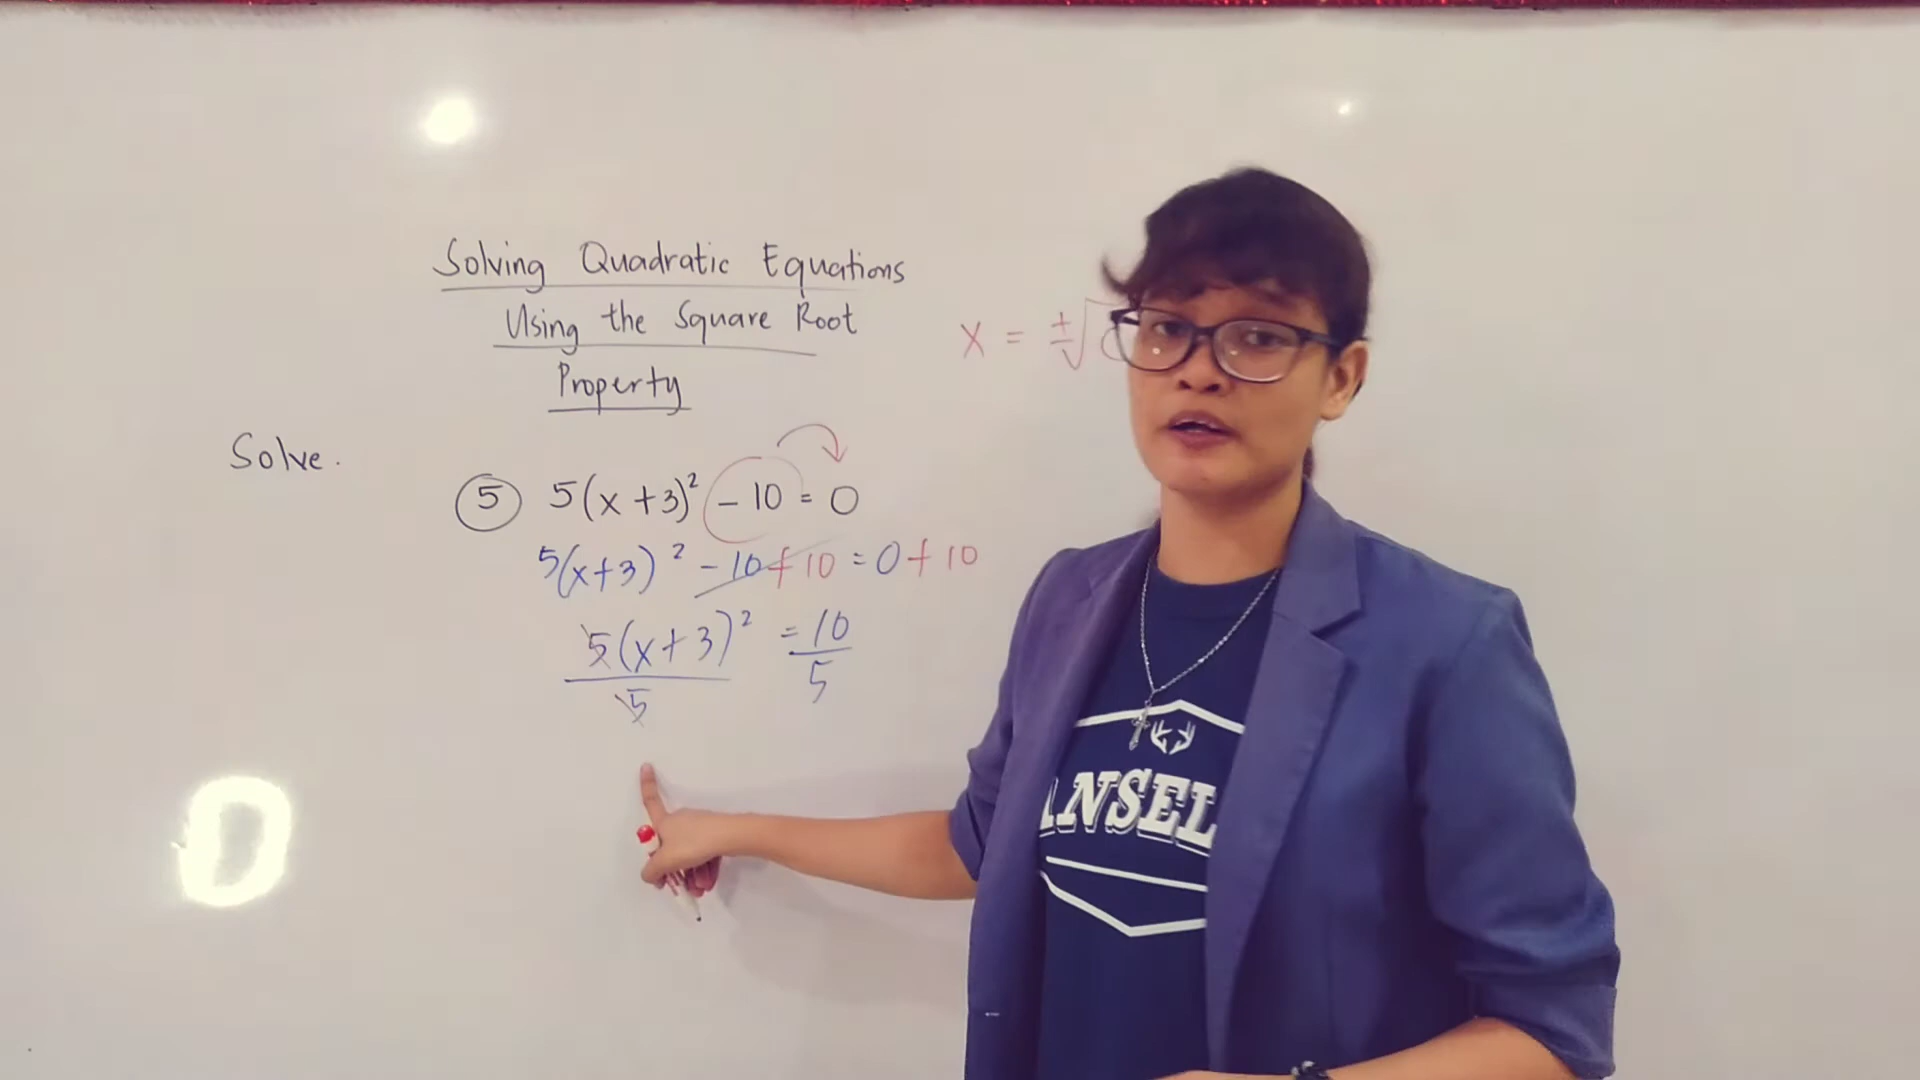 Solving Quadratic Equations
Using the Square Root
Property
x = ±√
Solve.
⑤ 5(x+3)² - 10 = 0
5(x+3)² - 10 + 10 = 0 + 10
5(x+3)² = 10
5 5